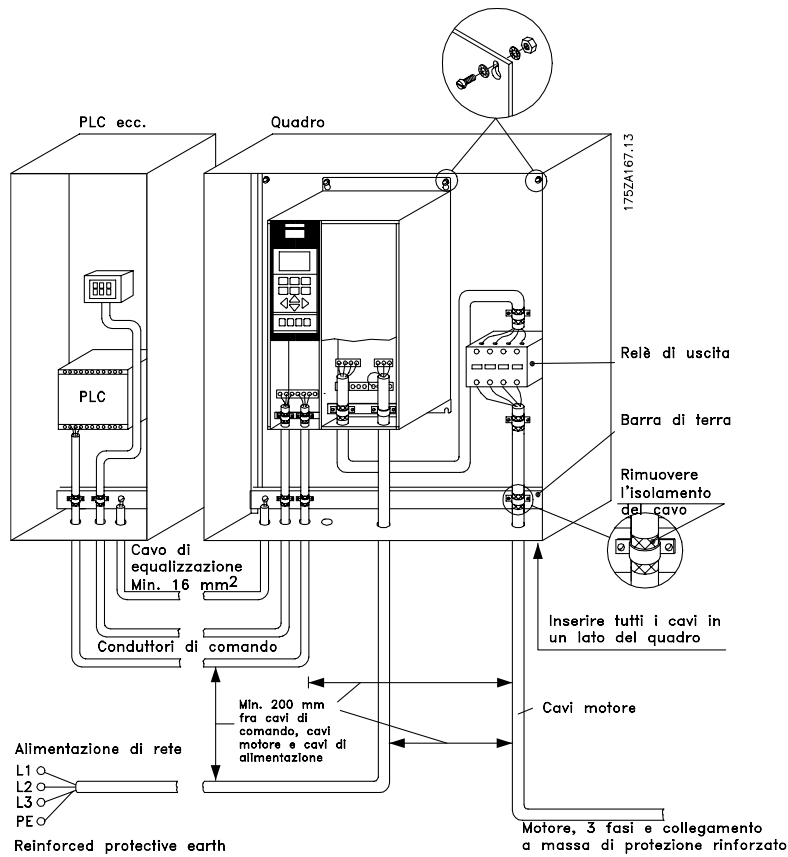 PLC ecc.
Quadro
175ZA167.13
PLC
Relè di uscita
Barra di terra
Rimuovere
l'isolamento
del cavo
Cavo di
equalizzazione
Min. 16 mm2
Conduttori di comando
Inserire tutti i cavi in
un lato del quadro
Min. 200 mm
fra cavi di
comando, cavi
motore e cavi di
alimentazione
Cavi motore
Alimentazione di rete
L1
L2
L3
PE
Reinforced protective earth
Motore, 3 fasi e collegamento
a massa di protezione rinforzato